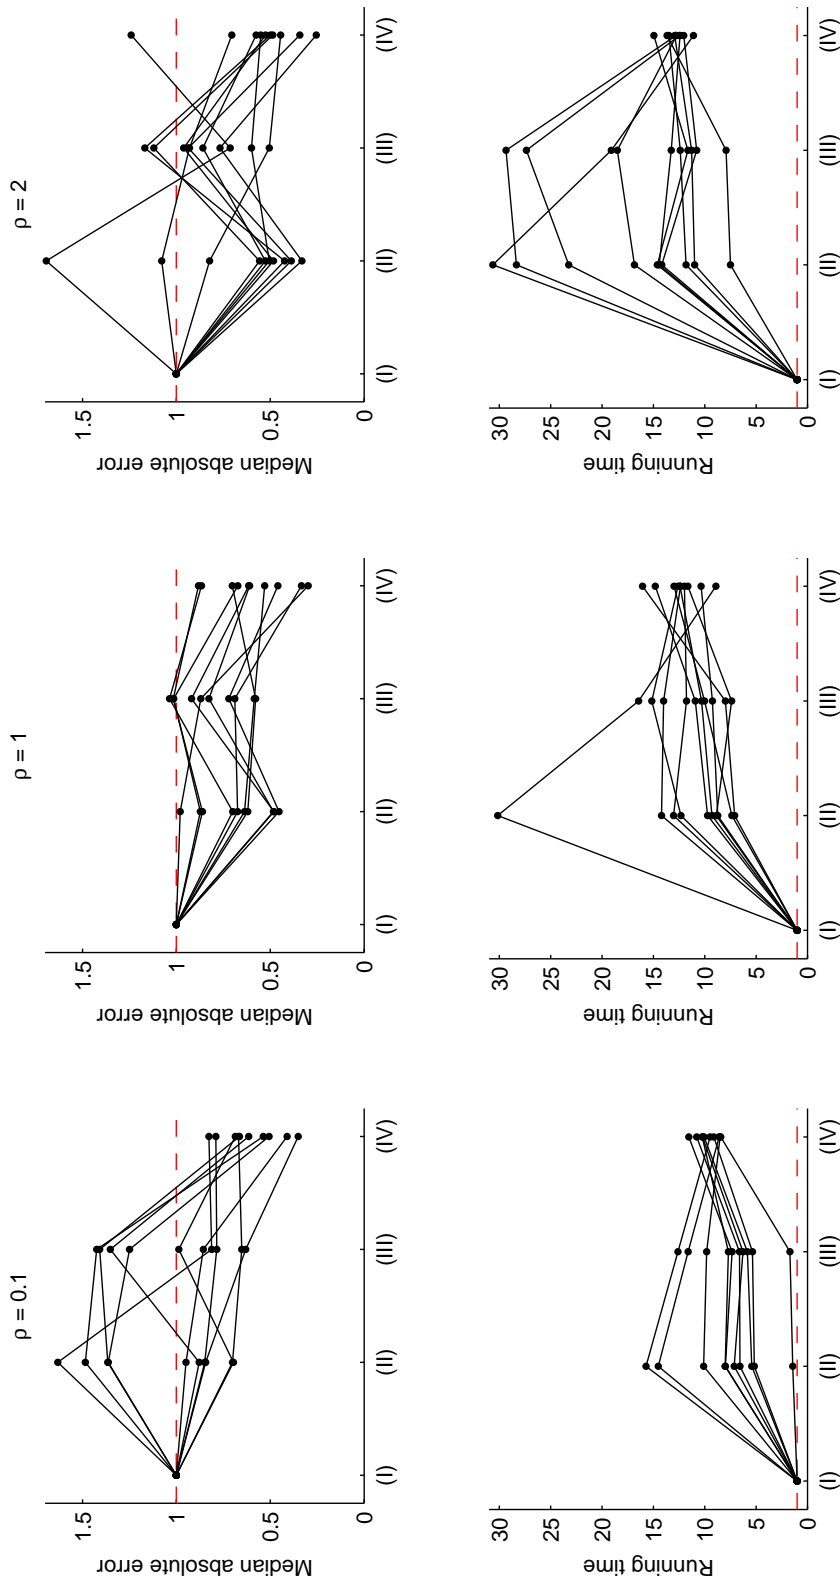 ρ = 0.1
ρ = 1
ρ = 2
Median absolute error
1.5
1
0.5
0
(I) (II) (III) (IV)
Median absolute error
1.5
1
0.5
0
(I) (II) (III) (IV)
Median absolute error
1.5
1
0.5
0
(I) (II) (III) (IV)
Running time
30
25
20
15
10
5
0
(I) (II) (III) (IV)
Running time
30
25
20
15
10
5
0
(I) (II) (III) (IV)
Running time
30
25
20
15
10
5
0
(I) (II) (III) (IV)